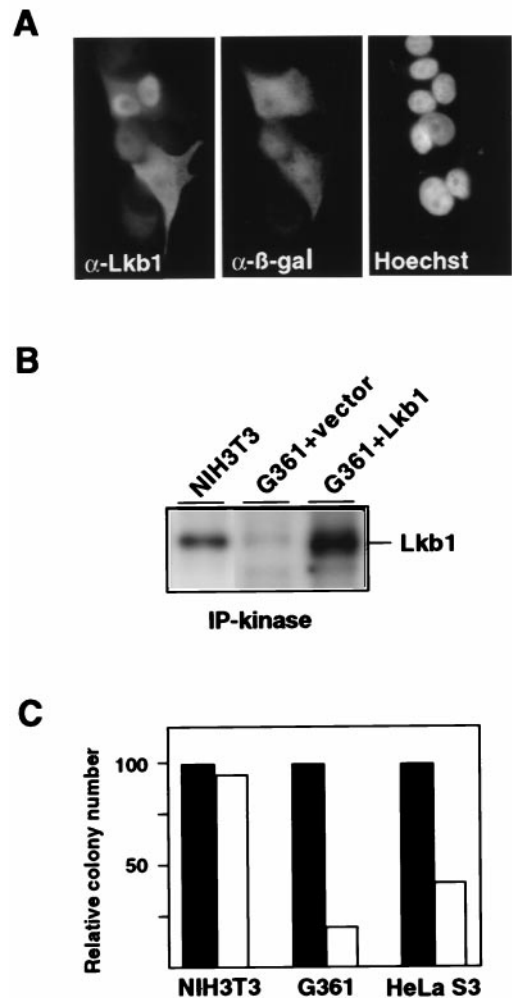 A
α-Lkb1
α-ß-gal
Hoechst
B
NIH3T3
G361+vector
G361+Lkb1
Lkb1
IP-kinase
C
Relative colony number
100
50
NIH3T3
G361
HeLa S3